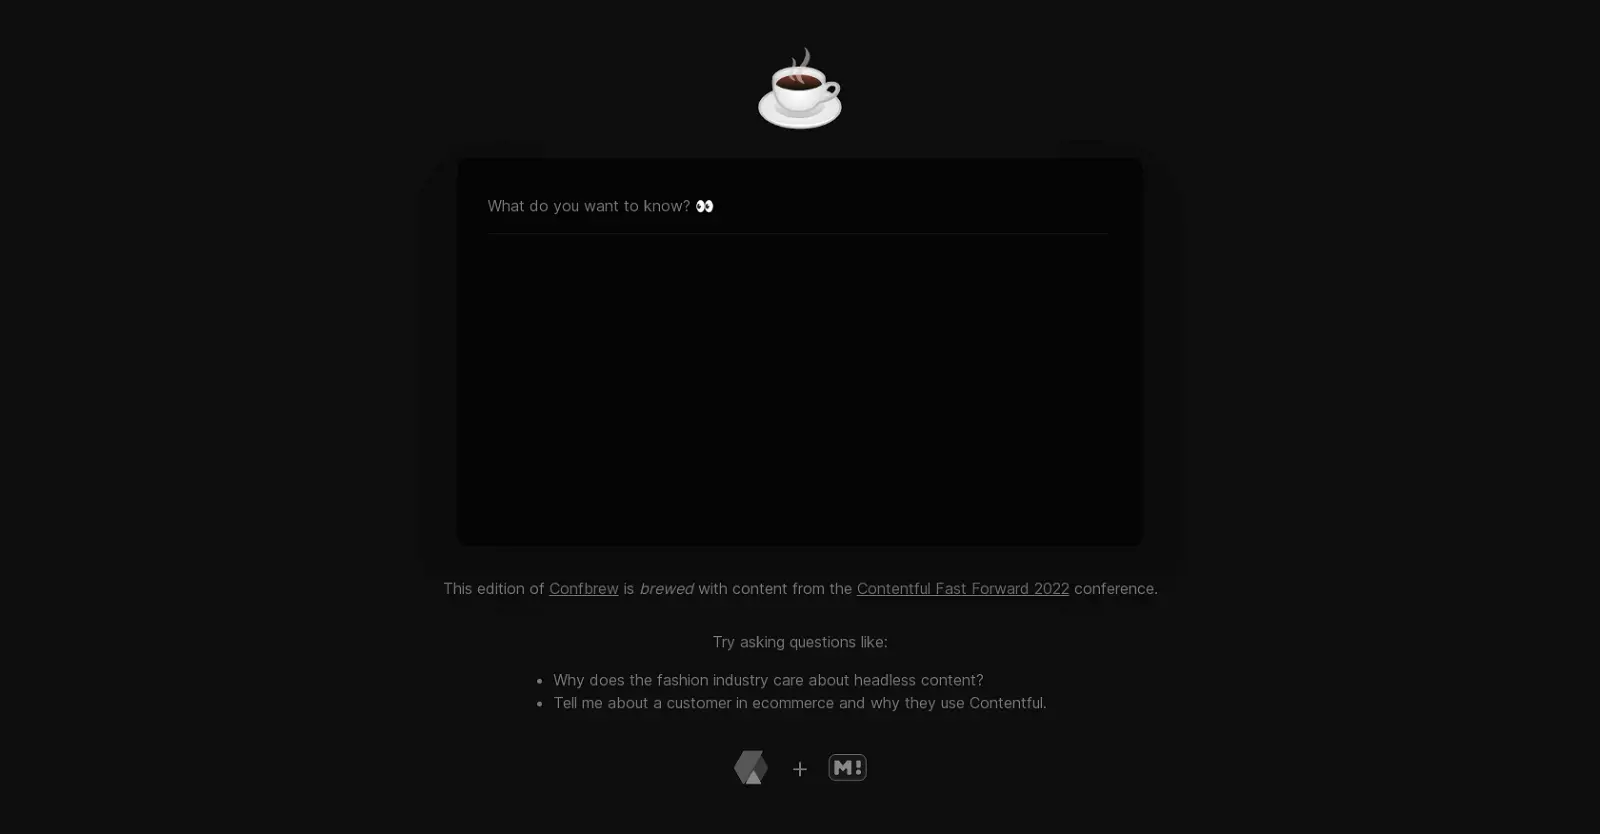 What do you want to know? 👀
This edition of Confbrew is brewed with content from the Contentful Fast Forward 2022 conference.
Try asking questions like:
• Why does the fashion industry care about headless content?
• Tell me about a customer in ecommerce and why they use Contentful.
+ M!